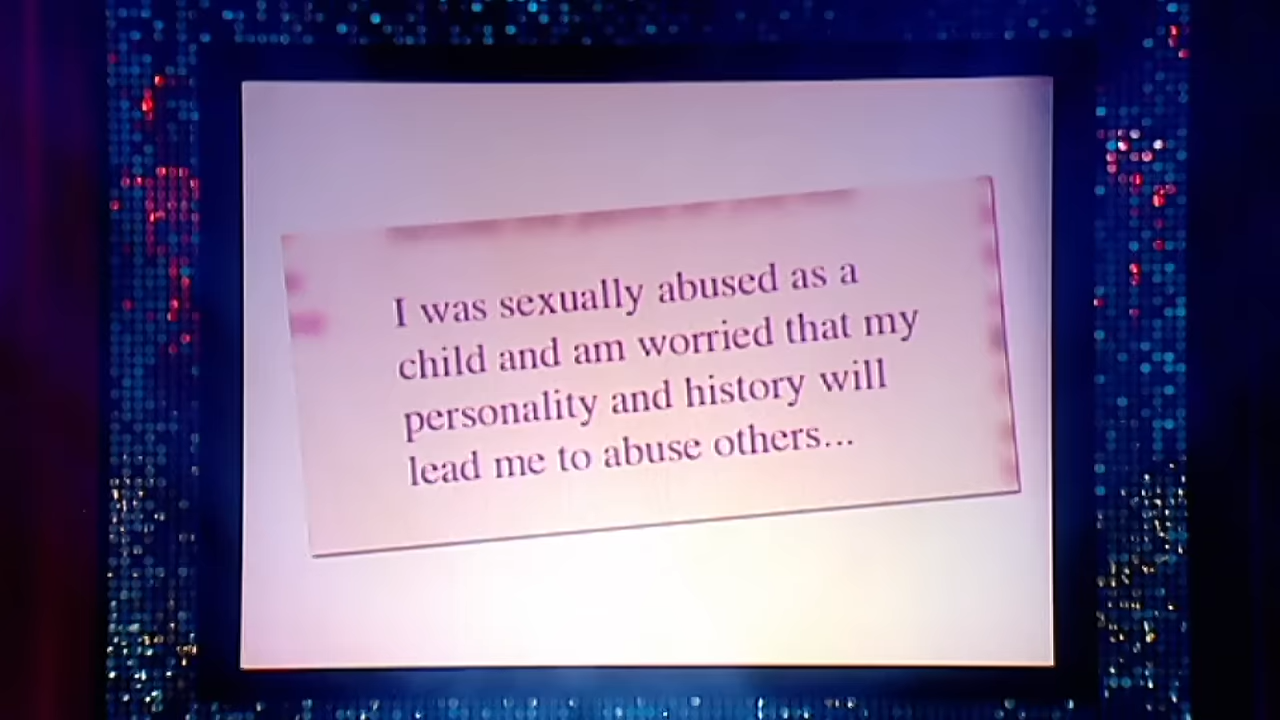 I was sexually abused as a
child and am worried that my
personality and history will
lead me to abuse others...